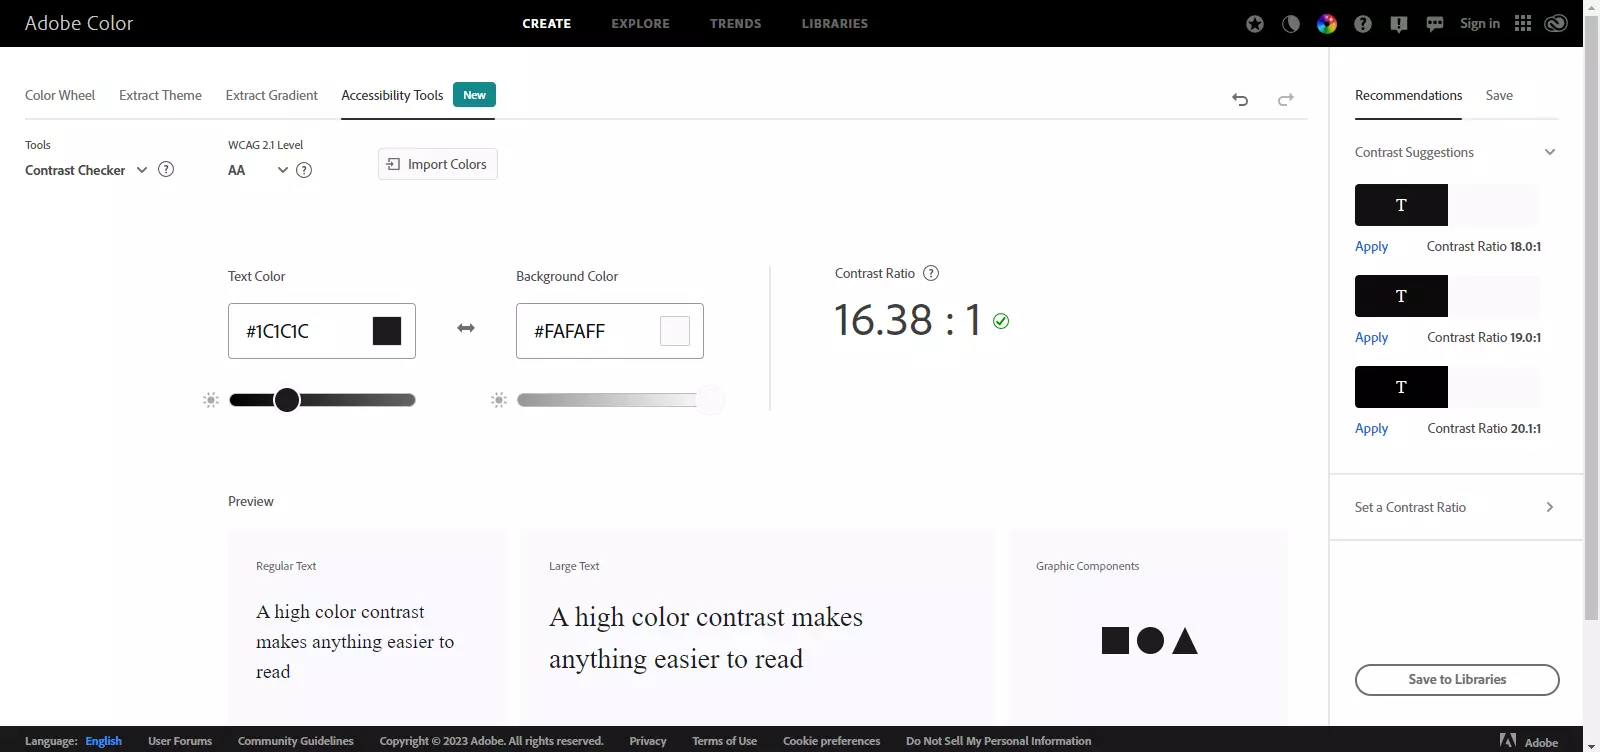 Adobe Color
CREATE EXPLORE TRENDS LIBRARIES
Sign in
Color Wheel Extract Theme Extract Gradient Accessibility Tools New
Tools
Contrast Checker
WCAG 2.1 Level
AA
Import Colors
Text Color
#1C1C1C
Background Color
#FAFAFF
Contrast Ratio
16.38 : 1
Preview
Regular Text
A high color contrast
makes anything easier to
read
Large Text
A high color contrast makes
anything easier to read
Graphic Components
Recommendations Save
Contrast Suggestions
T
Apply Contrast Ratio 18.0:1
T
Apply Contrast Ratio 19.0:1
T
Apply Contrast Ratio 20.1:1
Set a Contrast Ratio
Save to Libraries
Language: English User Forums Community Guidelines Copyright © 2023 Adobe. All rights reserved. Privacy Terms of Use Cookie preferences Do Not Sell My Personal Information Adobe